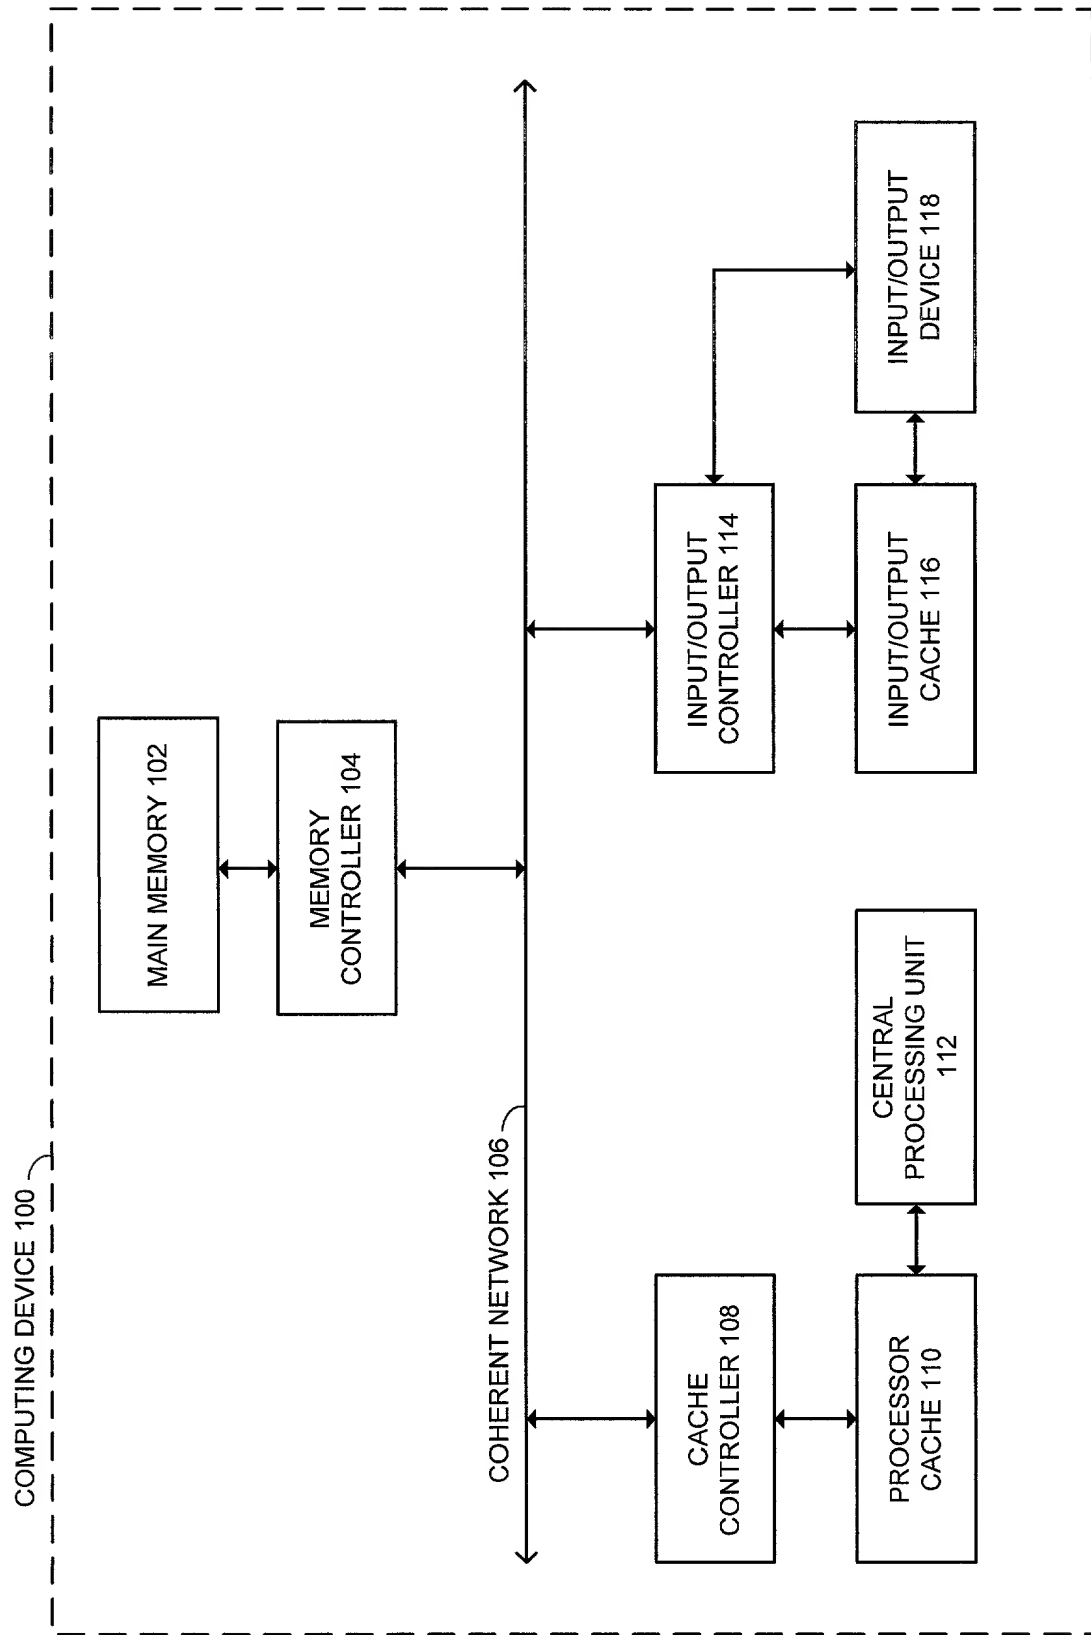 COMPUTING DEVICE 100
MAIN MEMORY 102
MEMORY
CONTROLLER 104
COHERENT NETWORK 106
CACHE
CONTROLLER 108
INPUT/OUTPUT
CONTROLLER 114
PROCESSOR
CACHE 110
CENTRAL
PROCESSING UNIT
112
INPUT/OUTPUT
CACHE 116
INPUT/OUTPUT
DEVICE 118